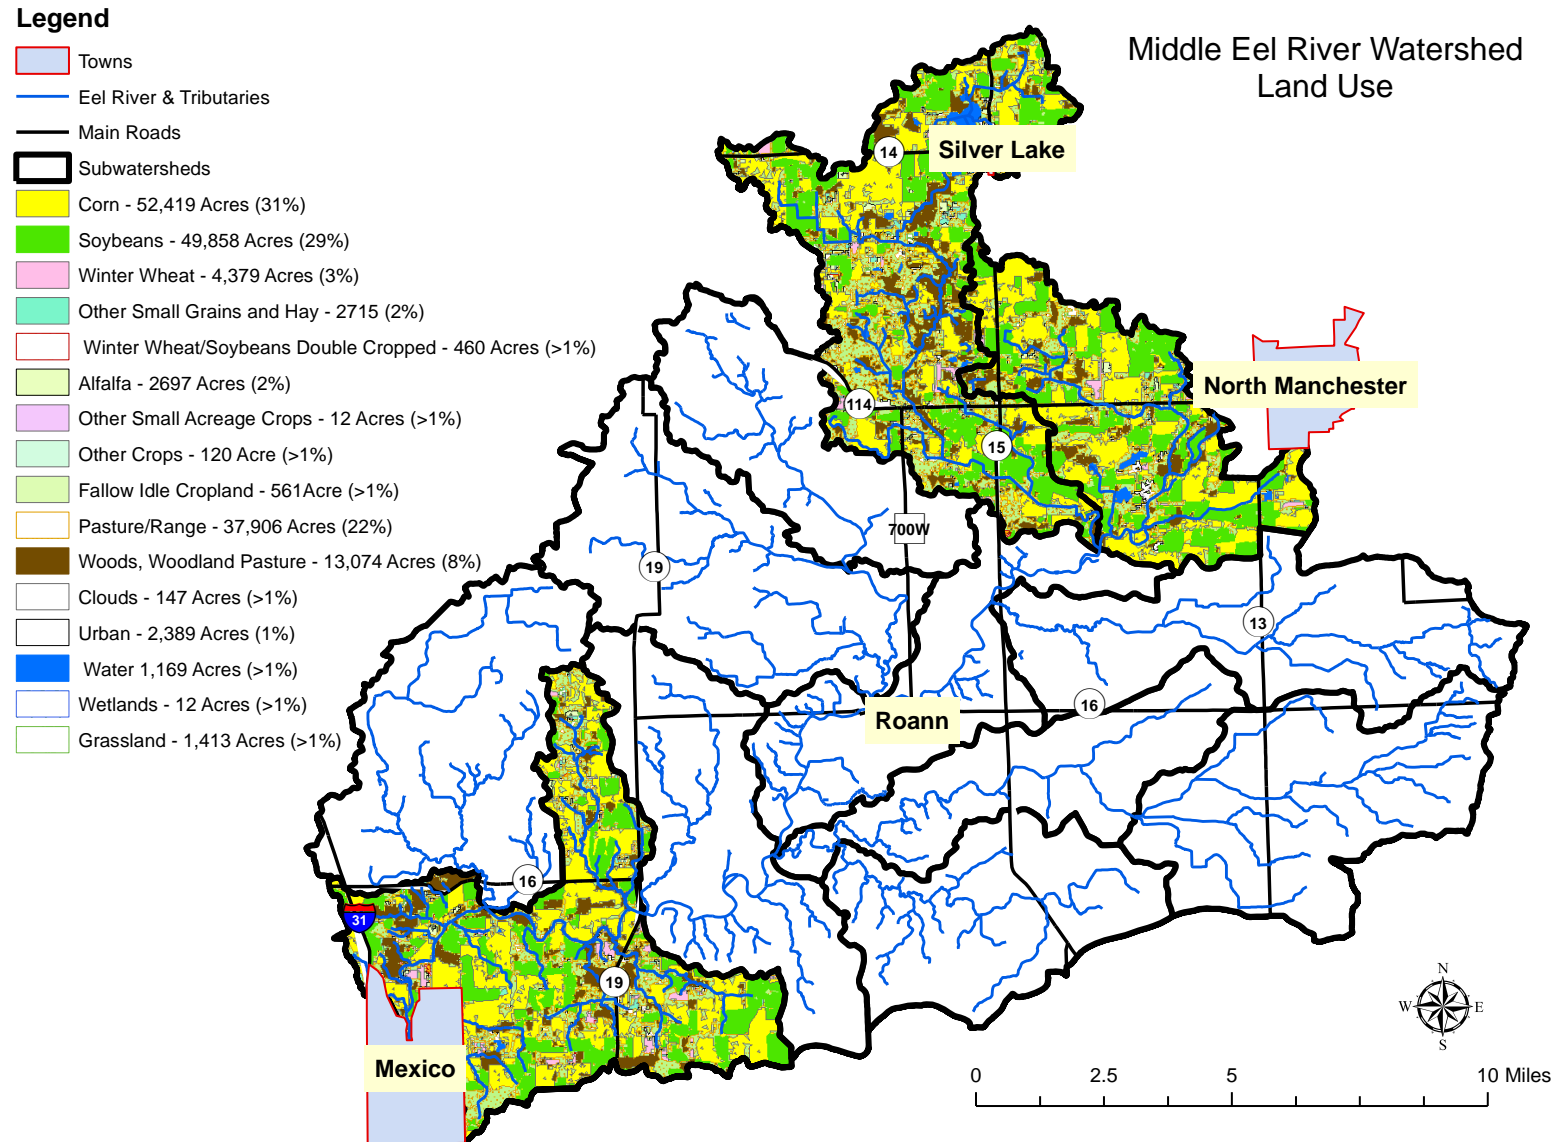 Legend
Towns
Eel River & Tributaries
Main Roads
Subwatersheds
Corn - 52,419 Acres (31%)
Soybeans - 49,858 Acres (29%)
Winter Wheat - 4,379 Acres (3%)
Other Small Grains and Hay - 2715 (2%)
Winter Wheat/Soybeans Double Cropped - 460 Acres (>1%)
Alfalfa - 2697 Acres (2%)
Other Small Acreage Crops - 12 Acres (>1%)
Other Crops - 120 Acre (>1%)
Fallow Idle Cropland - 561Acre (>1%)
Pasture/Range - 37,906 Acres (22%)
Woods, Woodland Pasture - 13,074 Acres (8%)
Clouds - 147 Acres (>1%)
Urban - 2,389 Acres (1%)
Water 1,169 Acres (>1%)
Wetlands - 12 Acres (>1%)
Grassland - 1,413 Acres (>1%)
Middle Eel River Watershed
Land Use
14
Silver Lake
North Manchester
114
15
700W
19
13
16
Roann
16
31
19
Mexico
N
W
E
S
0
2.5
5
10 Miles